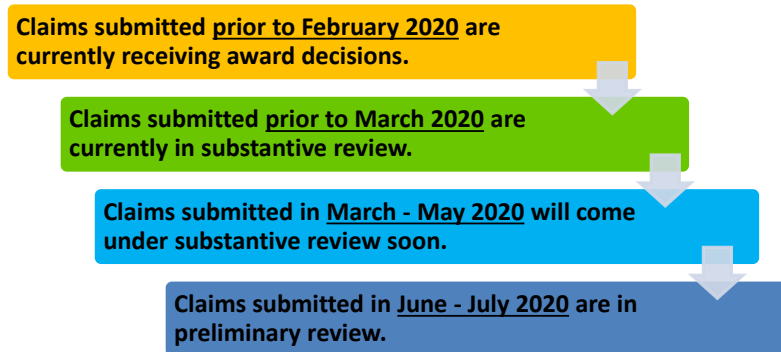 Claims submitted prior to February 2020 are
currently receiving award decisions.
Claims submitted prior to March 2020 are
currently in substantive review.
Claims submitted in March - May 2020 will come
under substantive review soon.
Claims submitted in June - July 2020 are in
preliminary review.